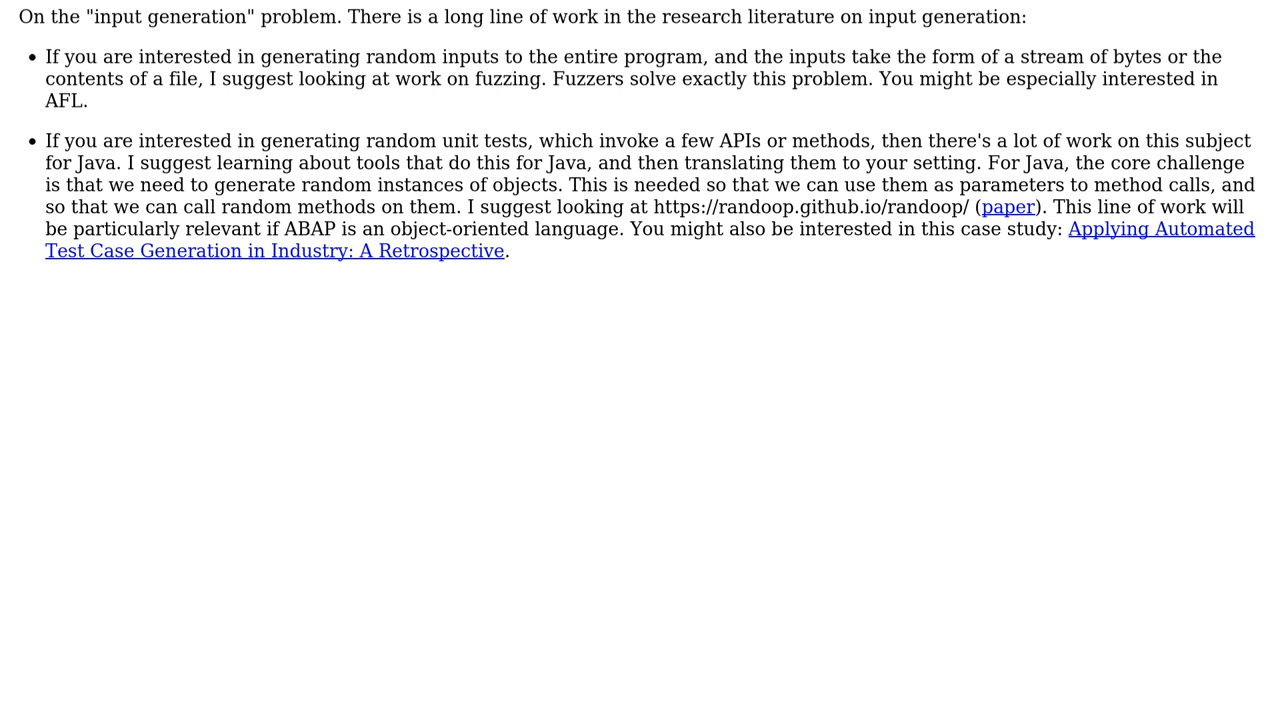 On the "input generation" problem. There is a long line of work in the research literature on input generation:
• If you are interested in generating random inputs to the entire program, and the inputs take the form of a stream of bytes or the
contents of a file, I suggest looking at work on fuzzing. Fuzzers solve exactly this problem. You might be especially interested in
AFL.
• If you are interested in generating random unit tests, which invoke a few APIs or methods, then there's a lot of work on this subject
for Java. I suggest learning about tools that do this for Java, and then translating them to your setting. For Java, the core challenge
is that we need to generate random instances of objects. This is needed so that we can use them as parameters to method calls, and
so that we can call random methods on them. I suggest looking at https://randoop.github.io/randoop/ (paper). This line of work will
be particularly relevant if ABAP is an object-oriented language. You might also be interested in this case study: Applying Automated
Test Case Generation in Industry: A Retrospective.